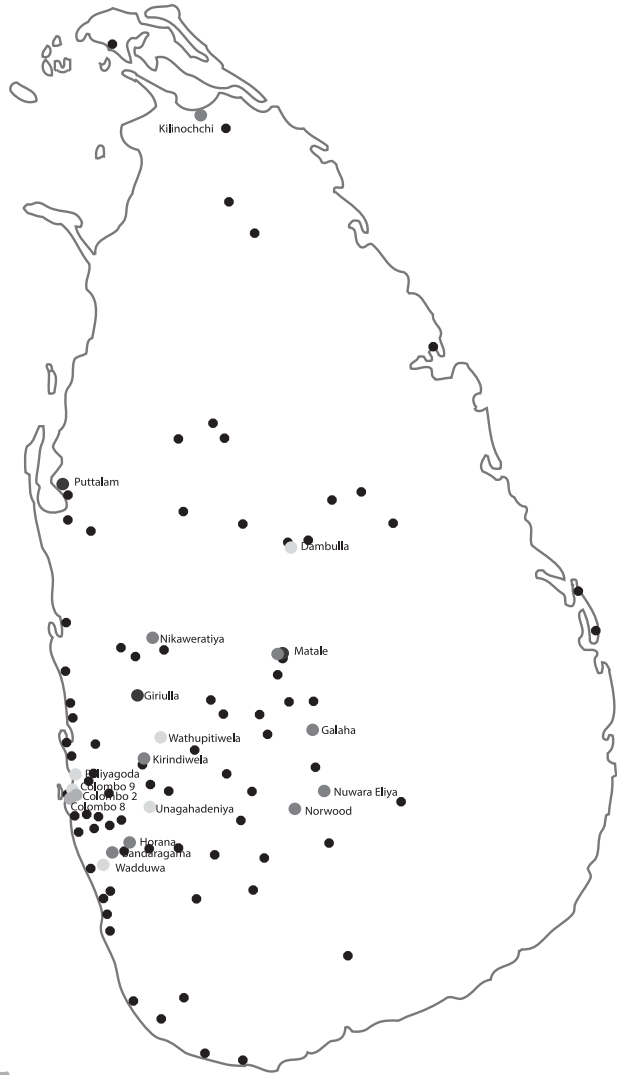 Kilinochchi
Puttalam
Dambulla
Nikaweratiya
Matale
Giriulla
Galaha
Wathupitiwela
Kirindiwela
Peliyagoda
Colombo 9
Colombo 2
Colombo 8
Nuwara Eliya
Unagahadeniya
Norwood
Horana
Bandaragama
Wadduwa